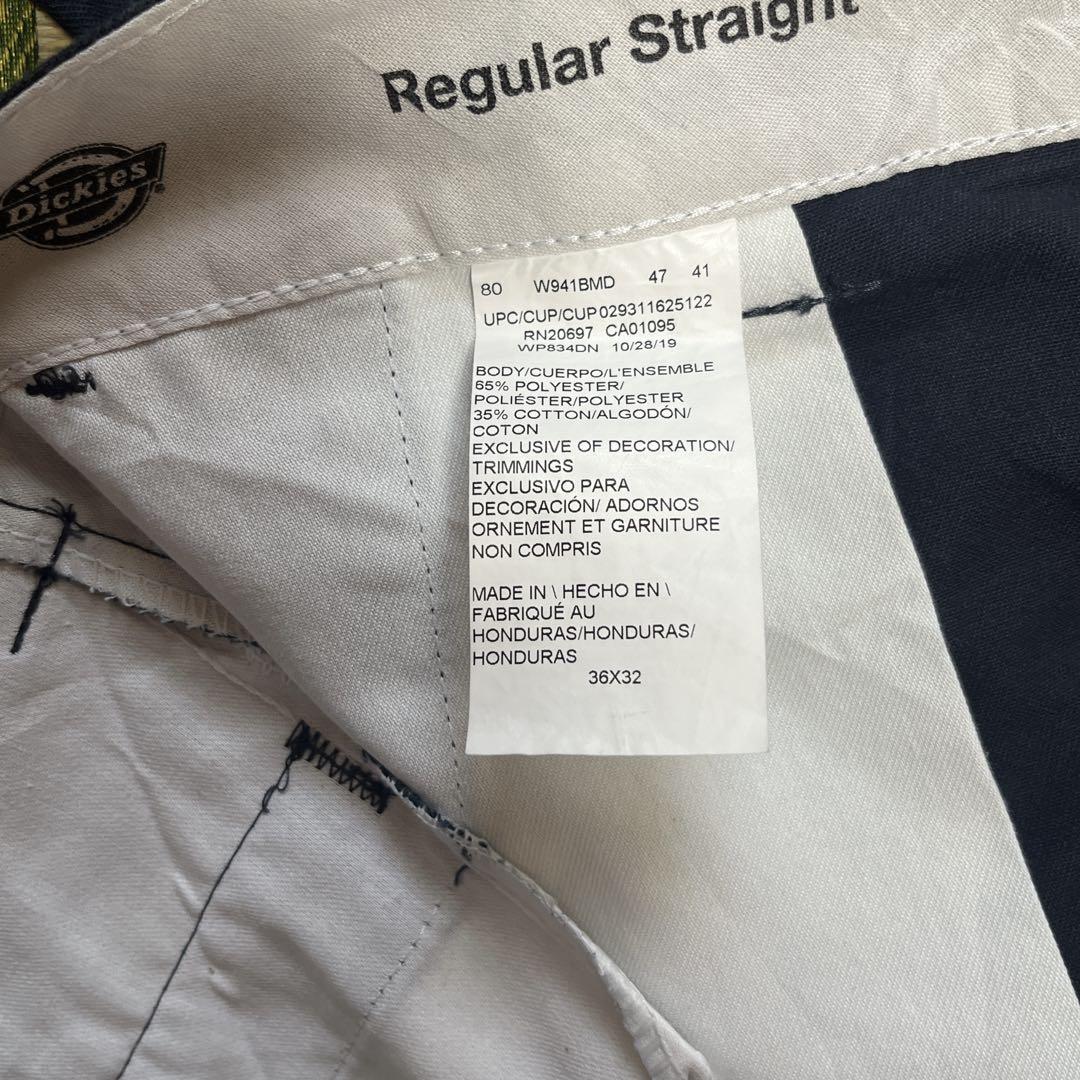 Regular Straight
Dickies
80 W941BMD 47 41
UPC/CUP/CUP 029311625122
RN20697 CA01095
WP834DN 10/28/19
BODY/CUERPO/L'ENSEMBLE
65% POLYESTER/
POLIÉSTER/POLYESTER
35% COTTON/ALGODÓN/
COTON
EXCLUSIVE OF DECORATION/
TRIMMINGS
EXCLUSIVO PARA
DECORACIÓN/ ADORNOS
ORNEMENT ET GARNITURE
NON COMPRIS
MADE IN \ HECHO EN \
FABRIQUÉ AU
HONDURAS/HONDURAS/
HONDURAS
36X32